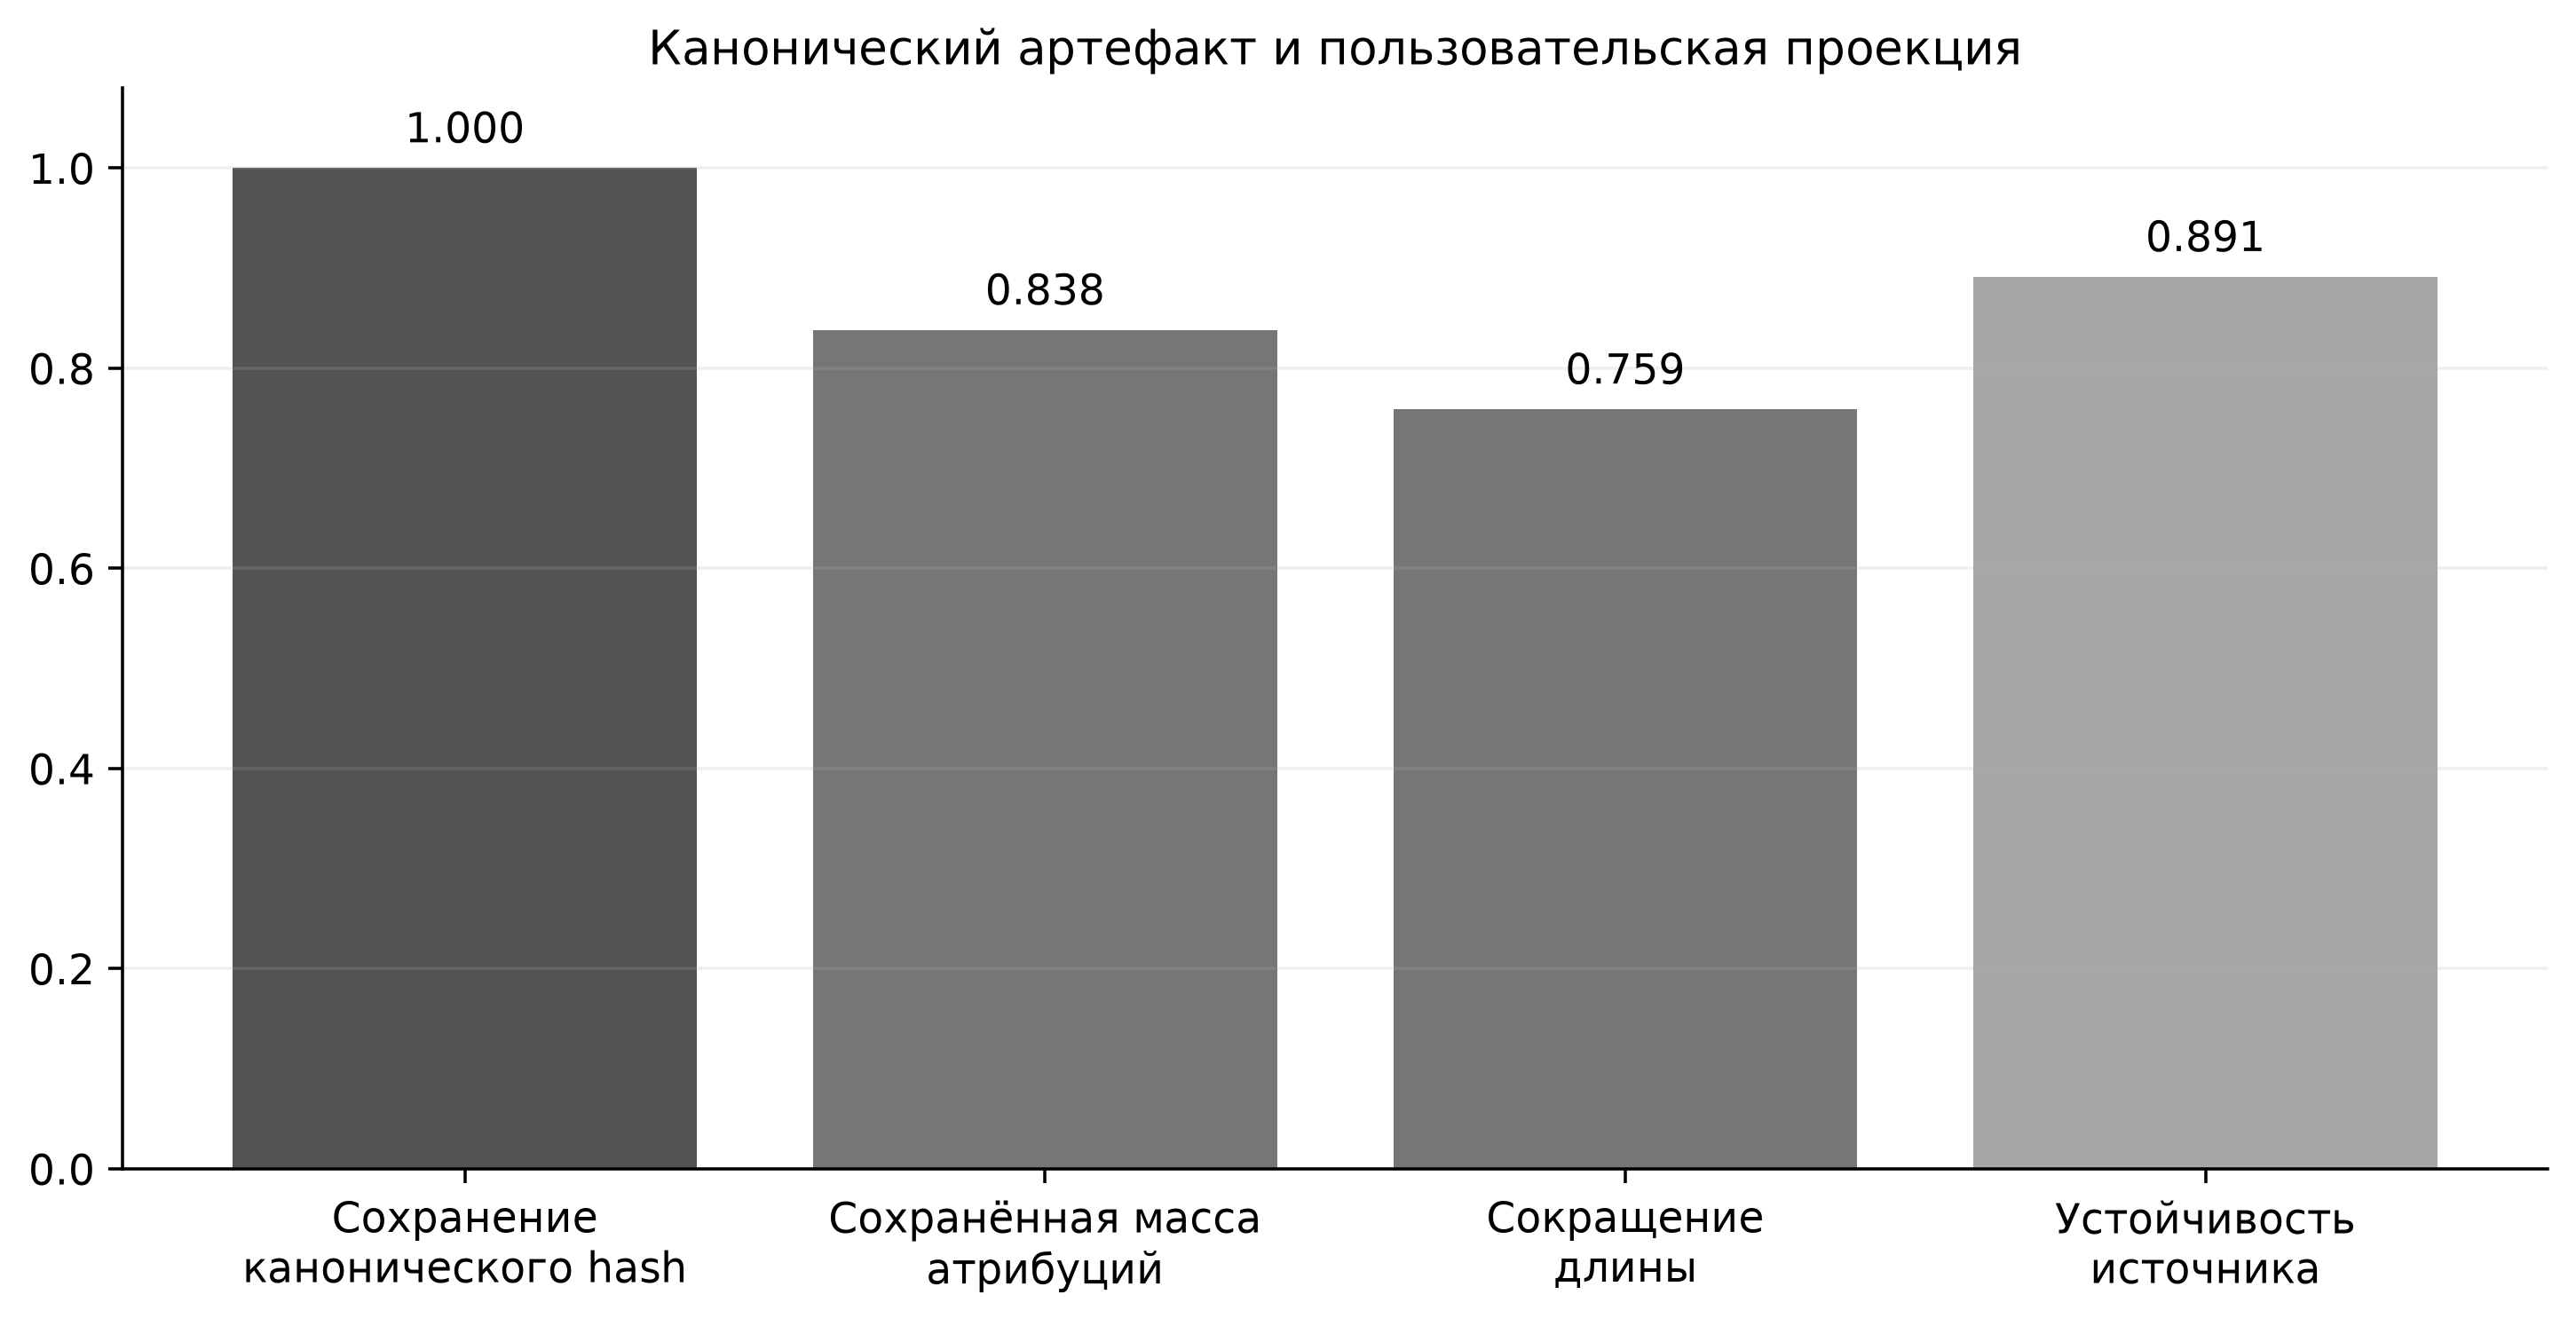 Канонический артефакт и пользовательская проекция
1.000
0.838
0.759
0.891
1.0
0.8
0.6
0.4
0.2
0.0
Сохранение
канонического hash
Сохранённая масса
атрибуций
Сокращение
длины
Устойчивость
источника